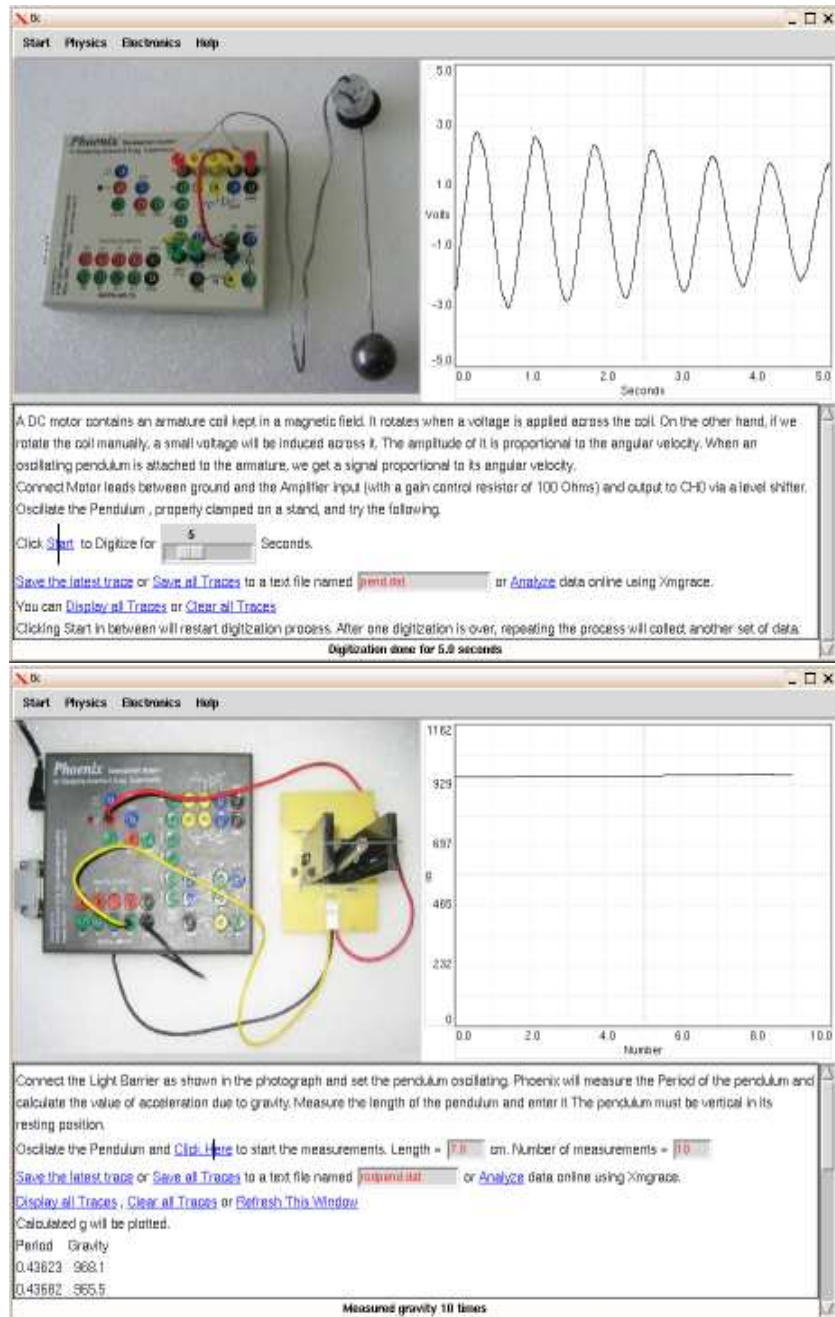 tk
Start Physics Electronics Help
Phoenix
5.0
3.0
1.0
Volts
-1.0
-3.0
-5.0
0.0 1.0 2.0 3.0 4.0 5.0
Seconds
A DC motor contains an armature coil kept in a magnetic field. It rotates when a voltage is applied across the coil. On the other hand, if we
rotate the coil manually, a small voltage will be induced across it. The amplitude of it is proportional to the angular velocity. When an
oscillating pendulum is attached to the armature, we get a signal proportional to its angular velocity.
Connect Motor leads between ground and the Amplifier input (with a gain control resistor of 100 Ohms) and output to CH0 via a level shifter.
Oscillate the Pendulum , properly clamped on a stand, and try the following.
5
Click Start to Digitize for Seconds.
Save the latest trace or Save all Traces to a text file named pend.dat or Analyze data online using Xmgrace.
You can Display all Traces or Clear all Traces
Clicking Start in between will restart digitization process. After one digitization is over, repeating the process will collect another set of data.
Digitization done for 5.0 seconds
tk
Start Physics Electronics Help
Phoenix
1162
929
697
g
465
232
0
0.0 2.0 4.0 6.0 8.0 10.0
Number
Connect the Light Barrier as shown in the photograph and set the pendulum oscillating. Phoenix will measure the Period of the pendulum and
calculate the value of acceleration due to gravity. Measure the length of the pendulum and enter it The pendulum must be vertical in its
resting position.
Oscillate the Pendulum and Click Here to start the measurements. Length = 7.0 cm. Number of measurements = 10
Save the latest trace or Save all Traces to a text file named rodpend.dat or Analyze data online using Xmgrace.
Display all Traces , Clear all Traces or Refresh This Window
Calculated g will be plotted.
Period Gravity
0.43623 968.1
0.43682 965.5
Measured gravity 10 times